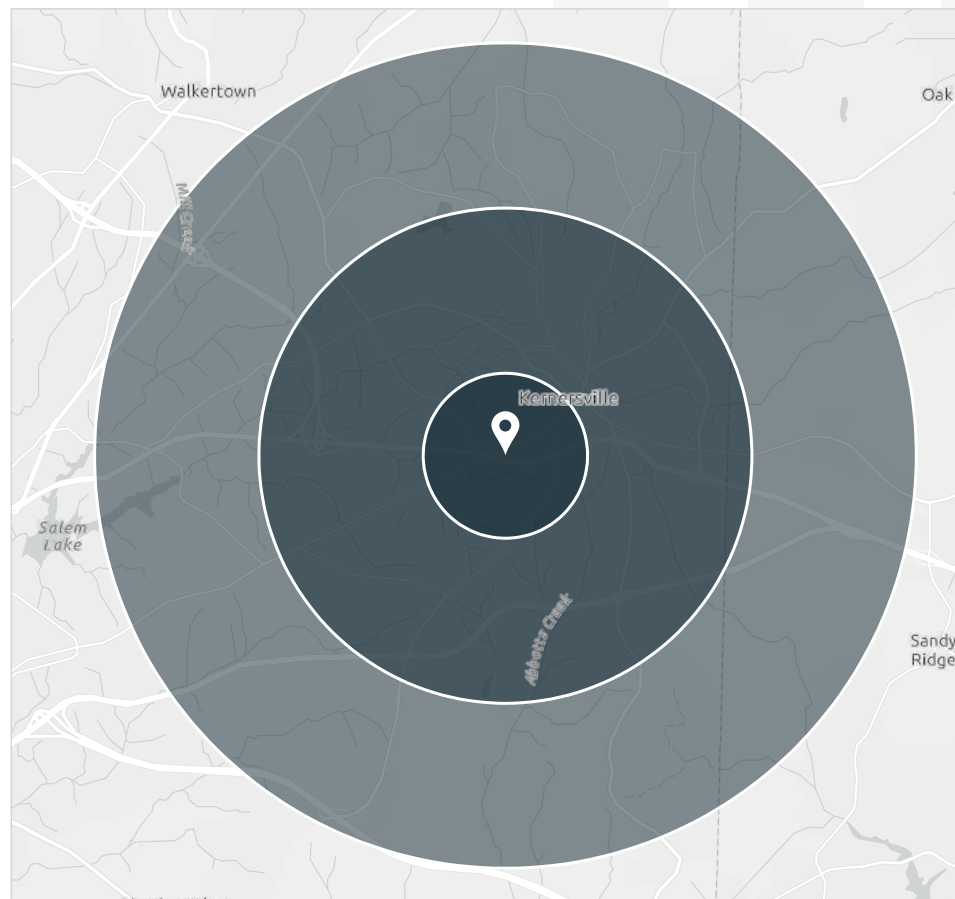 Walkertown
Oak
Mill Creek
Kernersville
Salem
Lake
Abbotts Creek
Sandy
Ridge